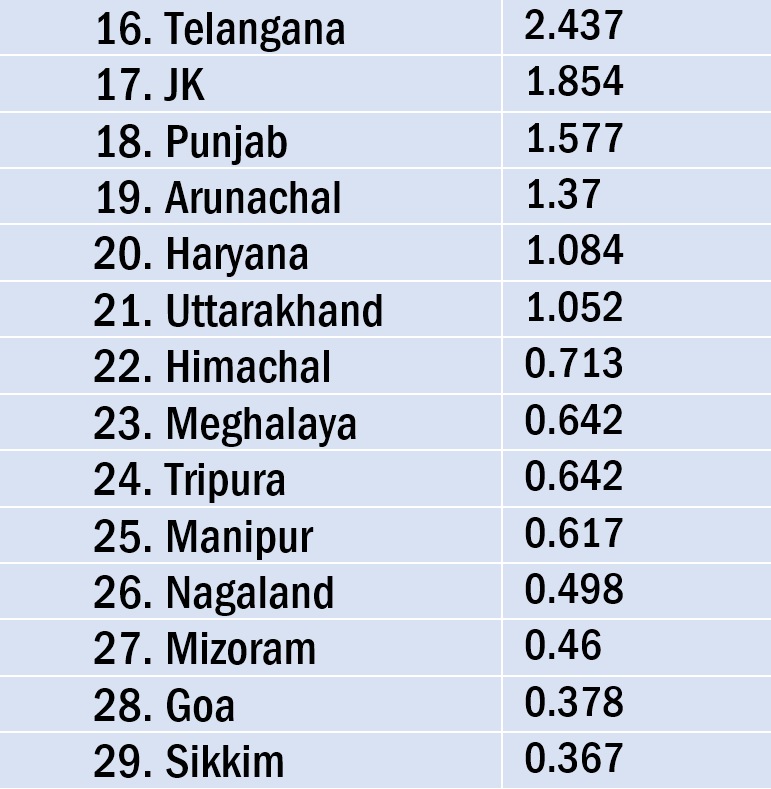 16. Telangana 2.437
17. JK 1.854
18. Punjab 1.577
19. Arunachal 1.37
20. Haryana 1.084
21. Uttarakhand 1.052
22. Himachal 0.713
23. Meghalaya 0.642
24. Tripura 0.642
25. Manipur 0.617
26. Nagaland 0.498
27. Mizoram 0.46
28. Goa 0.378
29. Sikkim 0.367